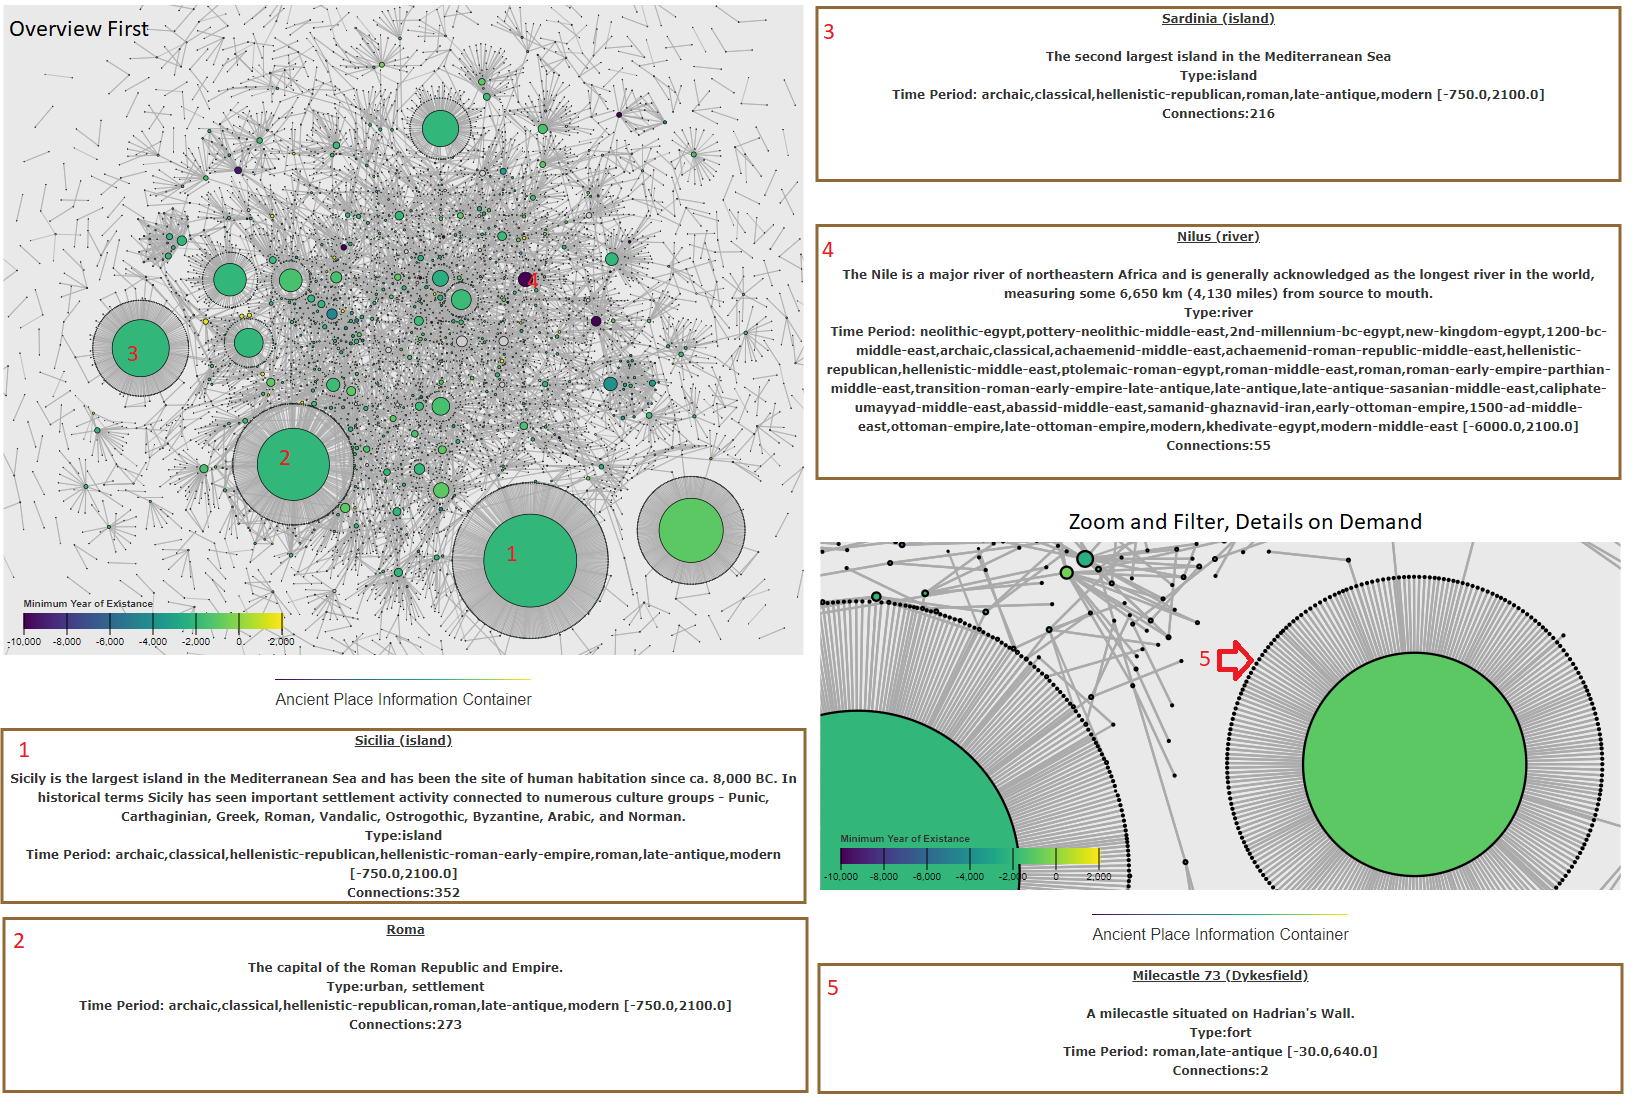 Overview First
3
2
1
4
Minimum Year of Existance
-10,000 -8,000 -6,000 -4,000 -2,000 0 2,000
Ancient Place Information Container
1
Sicilia (island)
Sicily is the largest island in the Mediterranean Sea and has been the site of human habitation since ca. 8,000 BC. In
historical terms Sicily has seen important settlement activity connected to numerous culture groups - Punic,
Carthaginian, Greek, Roman, Vandalic, Ostrogothic, Byzantine, Arabic, and Norman.
Type:island
Time Period: archaic,classical,hellenistic-republican,hellenistic-roman-early-empire,roman,late-antique,modern
[-750.0,2100.0]
Connections:352
2
Roma
The capital of the Roman Republic and Empire.
Type:urban, settlement
Time Period: archaic,classical,hellenistic-republican,roman,late-antique,modern [-750.0,2100.0]
Connections:273
3
Sardinia (island)
The second largest island in the Mediterranean Sea
Type:island
Time Period: archaic,classical,hellenistic-republican,roman,late-antique,modern [-750.0,2100.0]
Connections:216
4
Nilus (river)
The Nile is a major river of northeastern Africa and is generally acknowledged as the longest river in the world,
measuring some 6,650 km (4,130 miles) from source to mouth.
Type:river
Time Period: neolithic-egypt,pottery-neolithic-middle-east,2nd-millennium-bc-egypt,new-kingdom-egypt,1200-bc-
middle-east,archaic,classical,achaemenid-middle-east,achaemenid-roman-republic-middle-east,hellenistic-
republican,hellenistic-middle-east,ptolemaic-roman-egypt,roman-middle-east,roman,roman-early-empire-parthian-
middle-east,transition-roman-early-empire-late-antique,late-antique,late-antique-sasanian-middle-east,caliphate-
umayyad-middle-east,abassid-middle-east,samanid-ghaznavid-iran,early-ottoman-empire,1500-ad-middle-
east,ottoman-empire,late-ottoman-empire,modern,khedivate-egypt,modern-middle-east [-6000.0,2100.0]
Connections:55
Zoom and Filter, Details on Demand
5
Minimum Year of Existance
-10,000 -8,000 -6,000 -4,000 -2,000 0 2,000
Ancient Place Information Container
5
Milecastle 73 (Dykesfield)
A milecastle situated on Hadrian's Wall.
Type:fort
Time Period: roman,late-antique [-30.0,640.0]
Connections:2